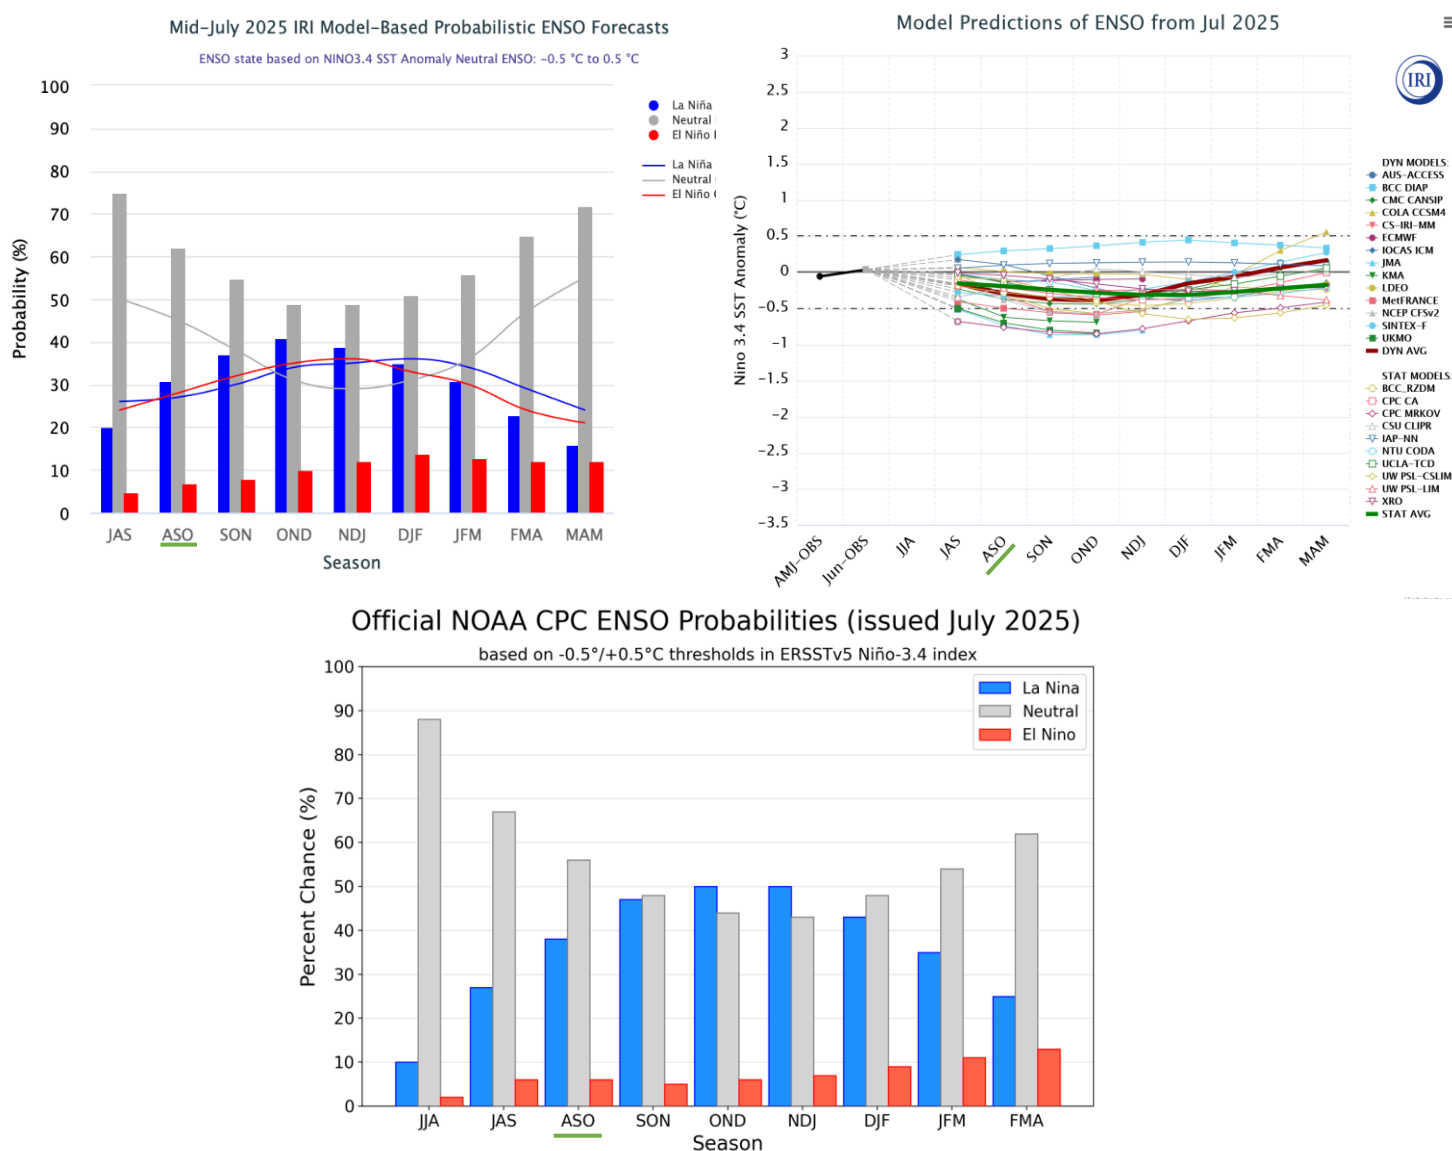 Mid-July 2025 IRI Model-Based Probabilistic ENSO Forecasts
ENSO state based on NINO3.4 SST Anomaly Neutral ENSO: -0.5 °C to 0.5 °C
Probability (%)
100
90
80
70
60
50
40
30
20
10
0
JAS ASO SON OND NDJ DJF JFM FMA MAM
Season
La Niña
Neutral
El Niño
La Niña
Neutral
El Niño
Model Predictions of ENSO from Jul 2025
IRI
Nino 3.4 SST Anomaly (°C)
3
2.5
2
1.5
1
0.5
0
-0.5
-1
-1.5
-2
-2.5
-3
-3.5
AMJ-OBS Jun-OBS JJA JAS ASO SON OND NDJ DJF JFM FMA MAM
DYN MODELS:
AUS-ACCESS
BCC DIAP
CMC CANSIP
COLA CCSM4
CS-IRI-MM
ECMWF
IOCAS ICM
JMA
KMA
LDEO
MetFRANCE
NCEP CFSv2
SINTEX-F
UKMO
DYN AVG
STAT MODELS:
BCC_RZDM
CPC CA
CPC MRKOV
CSU CLIPR
IAP-NN
NTU CODA
UCLA-TCD
UW PSL-CSLIM
UW PSL-LIM
XRO
STAT AVG
Official NOAA CPC ENSO Probabilities (issued July 2025)
based on -0.5°/+0.5°C thresholds in ERSSTv5 Niño-3.4 index
Percent Chance (%)
100
90
80
70
60
50
40
30
20
10
0
La Nina
Neutral
El Nino
JJA JAS ASO SON OND NDJ DJF JFM FMA
Season